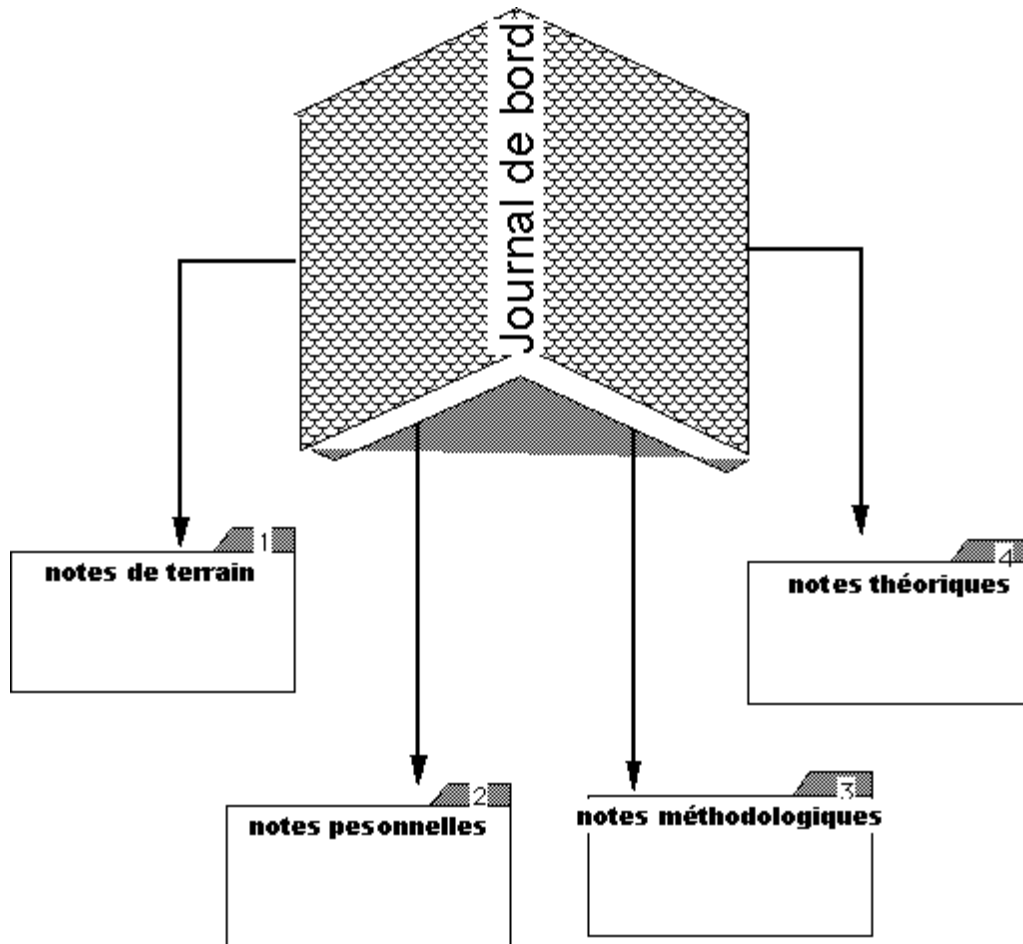 Journal de bord
1
notes de terrain
4
notes théoriques
2
notes pesonnelles
3
notes méthodologiques